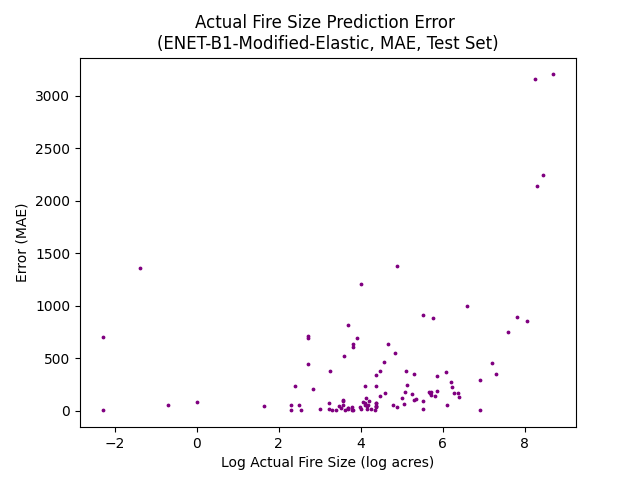 Actual Fire Size Prediction Error
(ENET-B1-Modified-Elastic, MAE, Test Set)
3000
2500
2000
1500
1000
500
0
Error (MAE)
−2 0 2 4 6 8
Log Actual Fire Size (log acres)